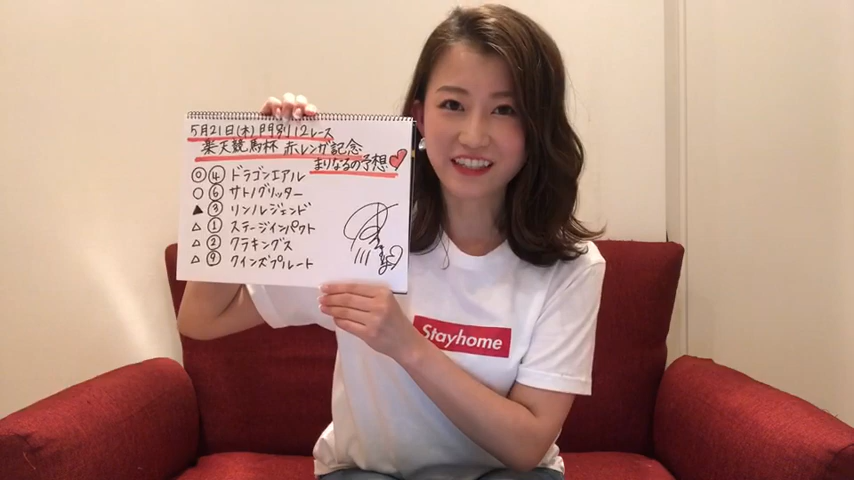 5月21日(木)門別12レース
楽天競馬杯 赤レンガ記念
まりなるの予想
◎④ドラゴンエアル
○⑥サトノグリッター
▲③リンノレジェンド
△①ステージインパクト
△②クラキングス
△⑨クインズプルート
Stayhome